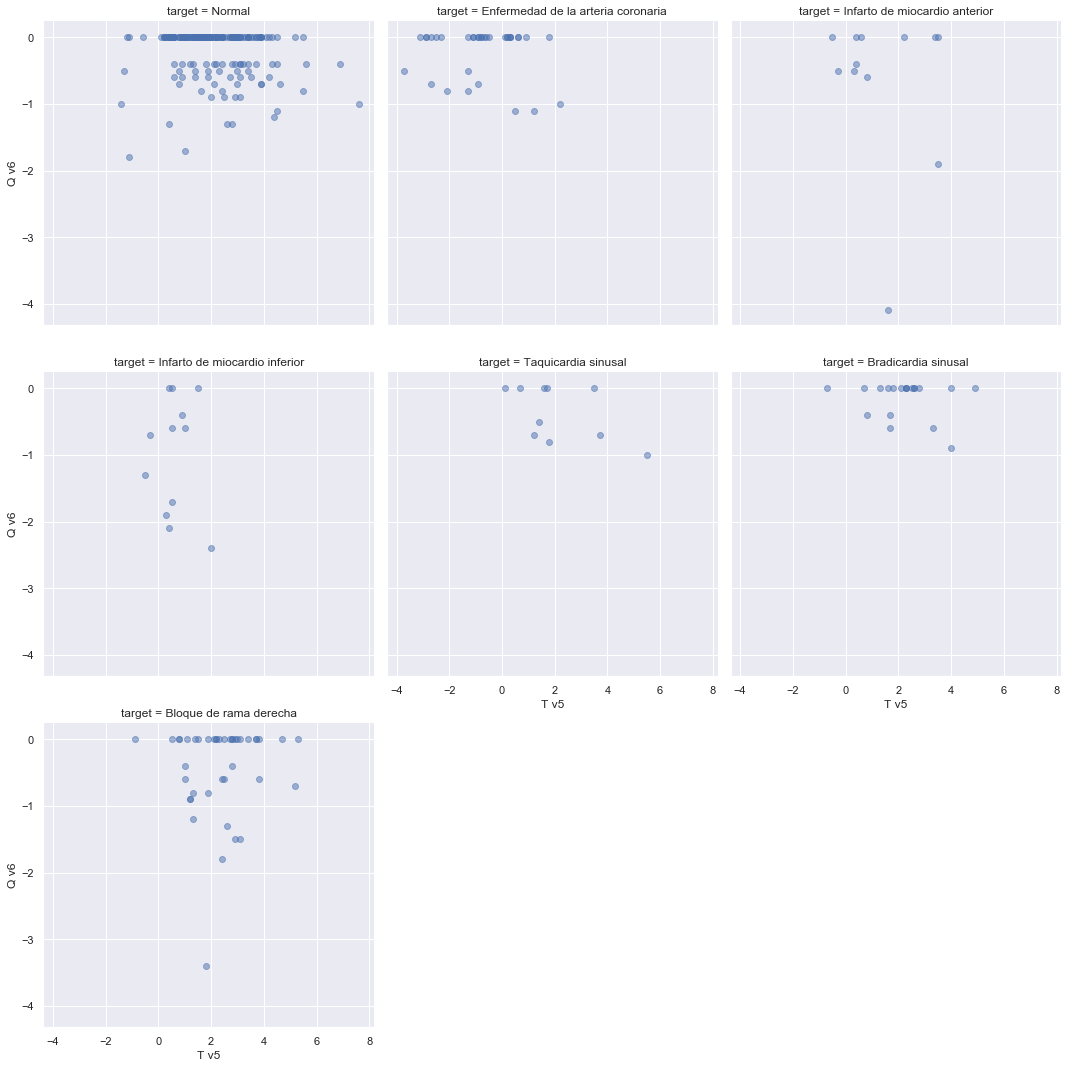 target = Normal
target = Enfermedad de la arteria coronaria
target = Infarto de miocardio anterior
0
−1
−2
−3
−4
Q v6
target = Infarto de miocardio inferior
target = Taquicardia sinusal
target = Bradicardia sinusal
0
−1
−2
−3
−4
Q v6
−4 −2 0 2 4 6 8
T v5
−4 −2 0 2 4 6 8
T v5
target = Bloque de rama derecha
0
−1
−2
−3
−4
Q v6
−4 −2 0 2 4 6 8
T v5